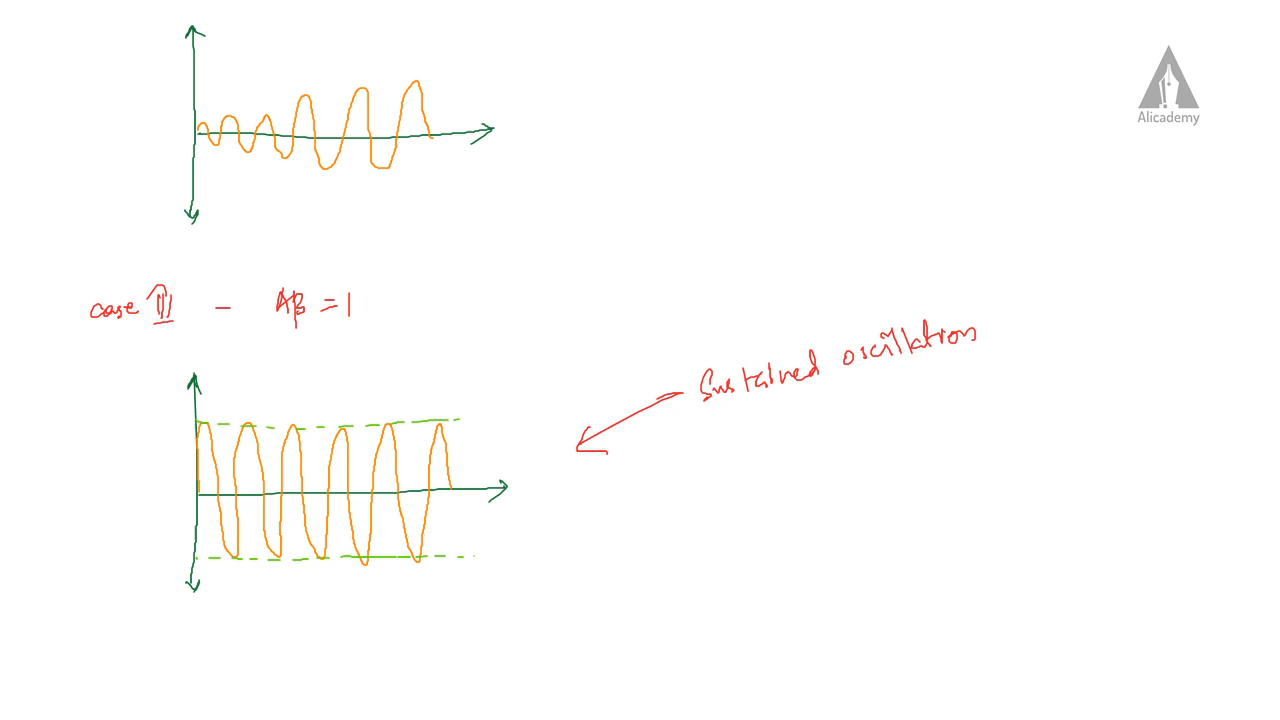 Alicademy
case III - Aβ = 1
Sustained oscillation